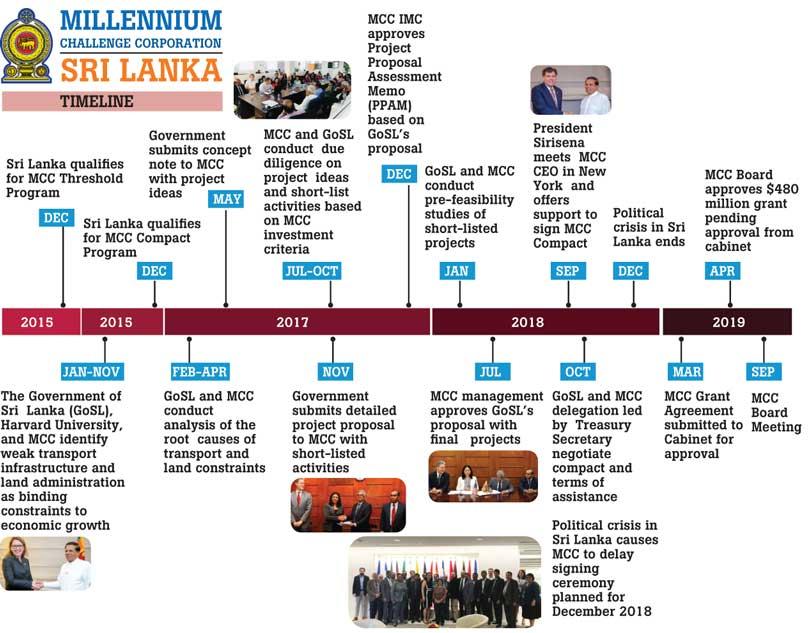 MILLENNIUM
CHALLENGE CORPORATION
SRI LANKA
TIMELINE
Sri Lanka qualifies
for MCC Threshold
Program
DEC
Sri Lanka qualifies
for MCC Compact
Program
DEC
Government
submits concept
note to MCC
with project
ideas
MAY
MCC and GoSL
conduct due
diligence on
project ideas
and short-list
activities based
on MCC
investment
criteria
JUL-OCT
MCC IMC
approves
Project
Proposal
Assessment
Memo
(PPAM)
based on
GoSL's
proposal
DEC
GoSL and MCC
conduct
pre-feasibility
studies of
short-listed
projects
JAN
President
Sirisena
meets MCC
CEO in New
York and
offers
support to
sign MCC
Compact
SEP
Political
crisis in Sri
Lanka ends
DEC
MCC Board
approves $480
million grant
pending
approval from
cabinet
APR
2015
2015
2017
2018
2019
JAN-NOV
The Government of
Sri Lanka (GoSL),
Harvard University,
and MCC identify
weak transport
infrastructure and
land administration
as binding
constraints to
economic growth
FEB-APR
GoSL and MCC
conduct
analysis of the
root causes of
transport and
land constraints
NOV
Government
submits detailed
project proposal
to MCC with
short-listed
activities
JUL
MCC management
approves GoSL's
proposal with
final projects
OCT
GoSL and MCC
delegation led
by Treasury
Secretary
negotiate
compact and
terms of
assistance
Political crisis in
Sri Lanka causes
MCC to delay
signing
ceremony
planned for
December 2018
MAR
MCC Grant
Agreement
submitted to
Cabinet for
approval
SEP
MCC
Board
Meeting